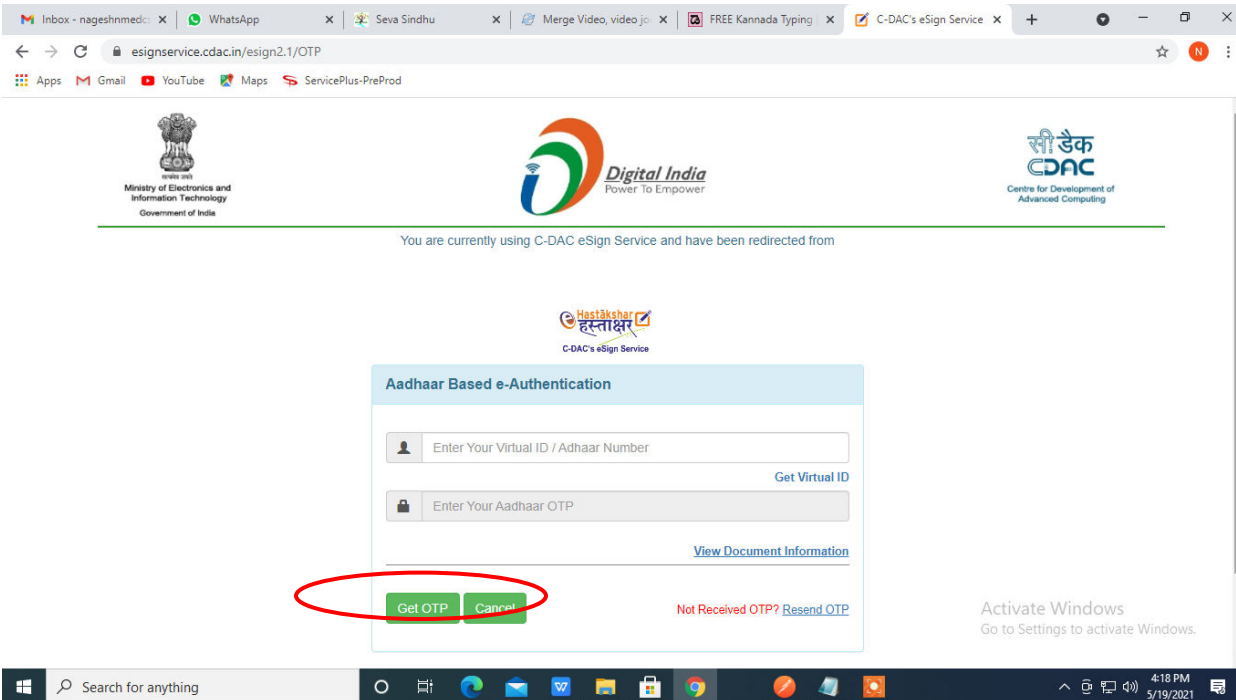 Inbox - nageshnmedc
WhatsApp
Seva Sindhu
Merge Video, video jo
FREE Kannada Typing
C-DAC's eSign Service
esignservice.cdac.in/esign2.1/OTP
N
Apps
Gmail
YouTube
Maps
ServicePlus-PreProd
सत्यमेव जयते
Ministry of Electronics and
Information Technology
Government of India
Digital India
Power To Empower
सी डैक
CDAC
Centre for Development of
Advanced Computing
You are currently using C-DAC eSign Service and have been redirected from
e Hastākshar
हस्ताक्षर
C-DAC's eSign Service
Aadhaar Based e-Authentication
Enter Your Virtual ID / Adhaar Number
Get Virtual ID
Enter Your Aadhaar OTP
View Document Information
Get OTP
Cancel
Not Received OTP? Resend OTP
Activate Windows
Go to Settings to activate Windows.
Search for anything
W
4:18 PM
5/19/2021